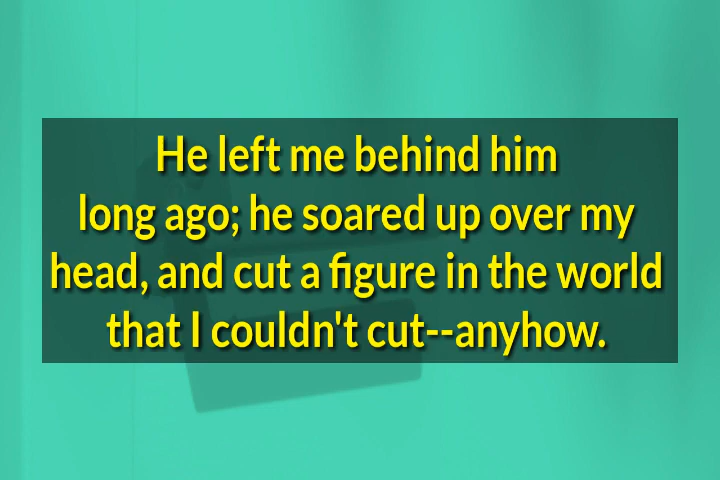 He left me behind him
long ago; he soared up over my
head, and cut a figure in the world
that I couldn't cut--anyhow.